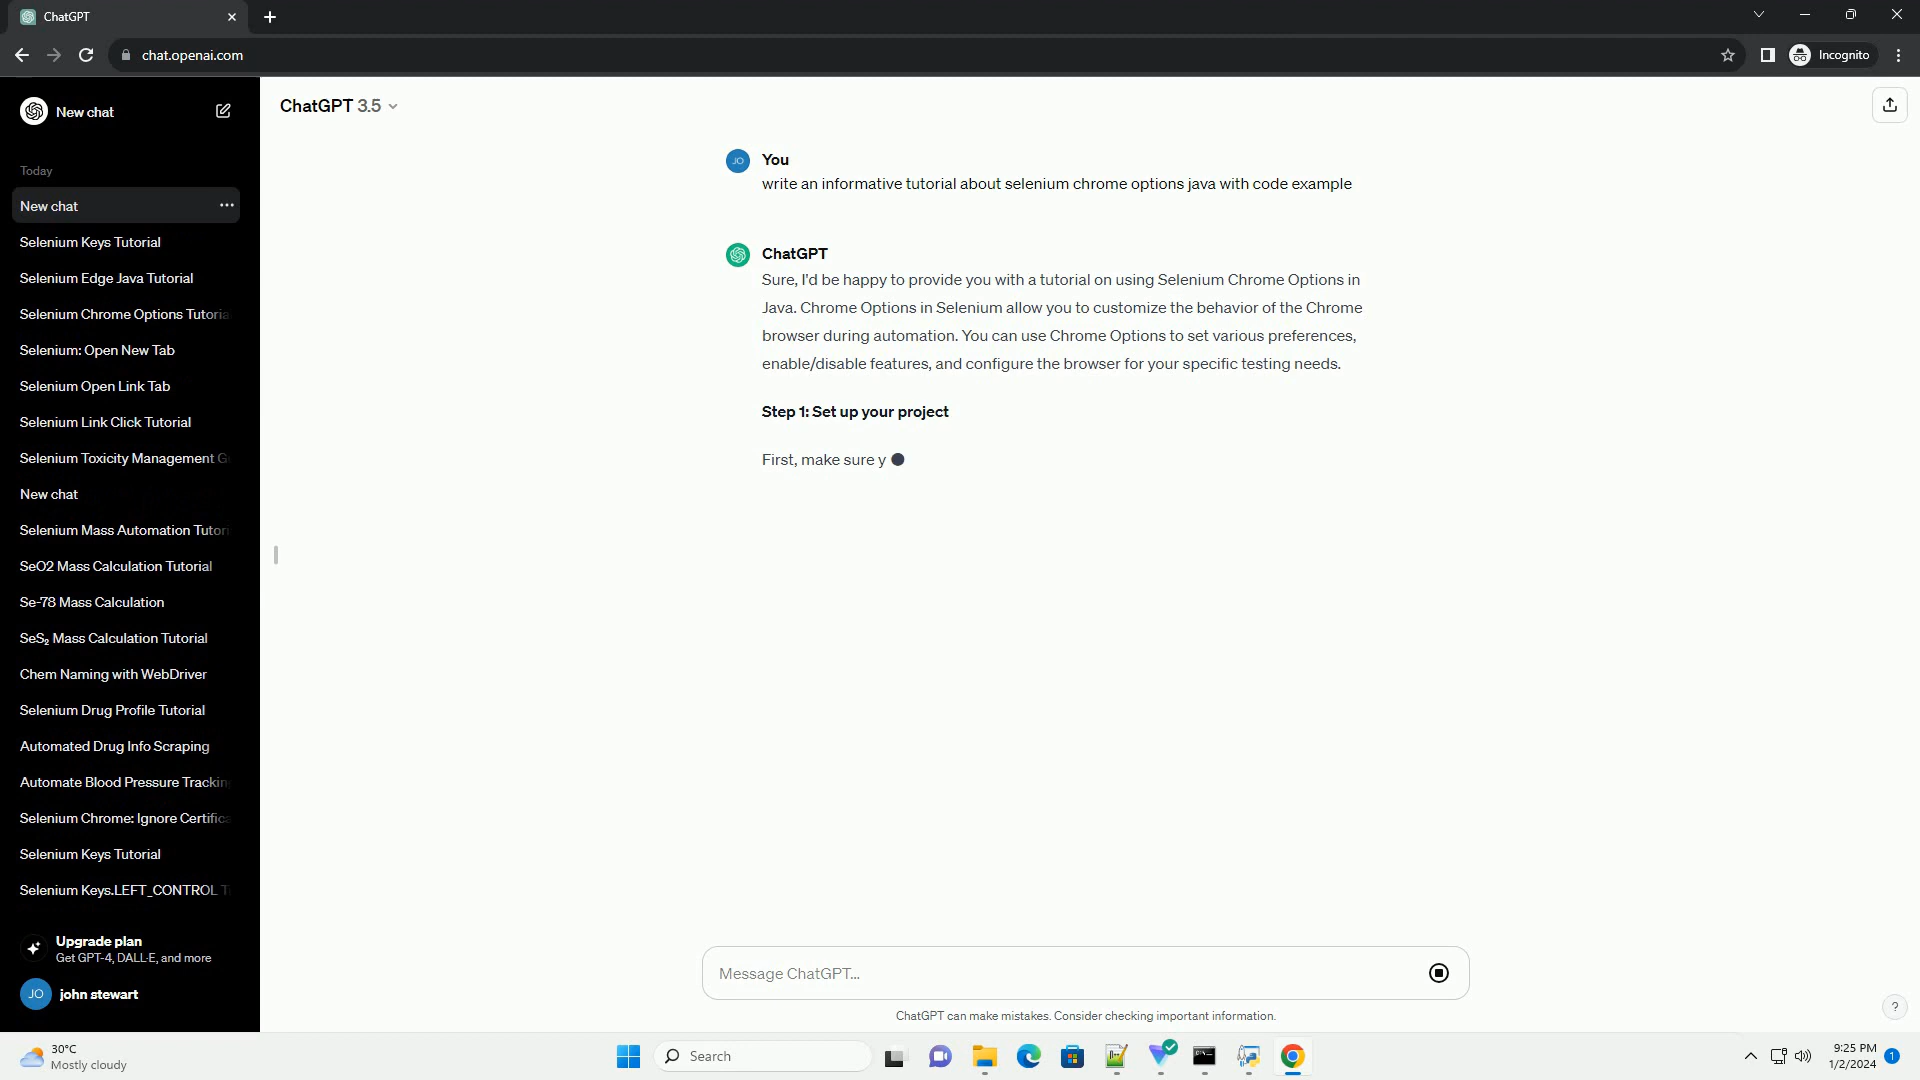 ChatGPT
chat.openai.com
Incognito
New chat
Today
New chat
Selenium Keys Tutorial
Selenium Edge Java Tutorial
Selenium Chrome Options Tutoria
Selenium: Open New Tab
Selenium Open Link Tab
Selenium Link Click Tutorial
Selenium Toxicity Management G
New chat
Selenium Mass Automation Tutori
SeO2 Mass Calculation Tutorial
Se-78 Mass Calculation
SeS₂ Mass Calculation Tutorial
Chem Naming with WebDriver
Selenium Drug Profile Tutorial
Automated Drug Info Scraping
Automate Blood Pressure Trackin
Selenium Chrome: Ignore Certifica
Selenium Keys Tutorial
Selenium Keys.LEFT_CONTROL T
Upgrade plan
Get GPT-4, DALL·E, and more
JO
john stewart
ChatGPT 3.5
JO
You
write an informative tutorial about selenium chrome options java with code example
ChatGPT
Sure, I'd be happy to provide you with a tutorial on using Selenium Chrome Options in
Java. Chrome Options in Selenium allow you to customize the behavior of the Chrome
browser during automation. You can use Chrome Options to set various preferences,
enable/disable features, and configure the browser for your specific testing needs.
Step 1: Set up your project
First, make sure y
Message ChatGPT...
ChatGPT can make mistakes. Consider checking important information.
?
30°C
Mostly cloudy
Search
9:25 PM
1/2/2024
1